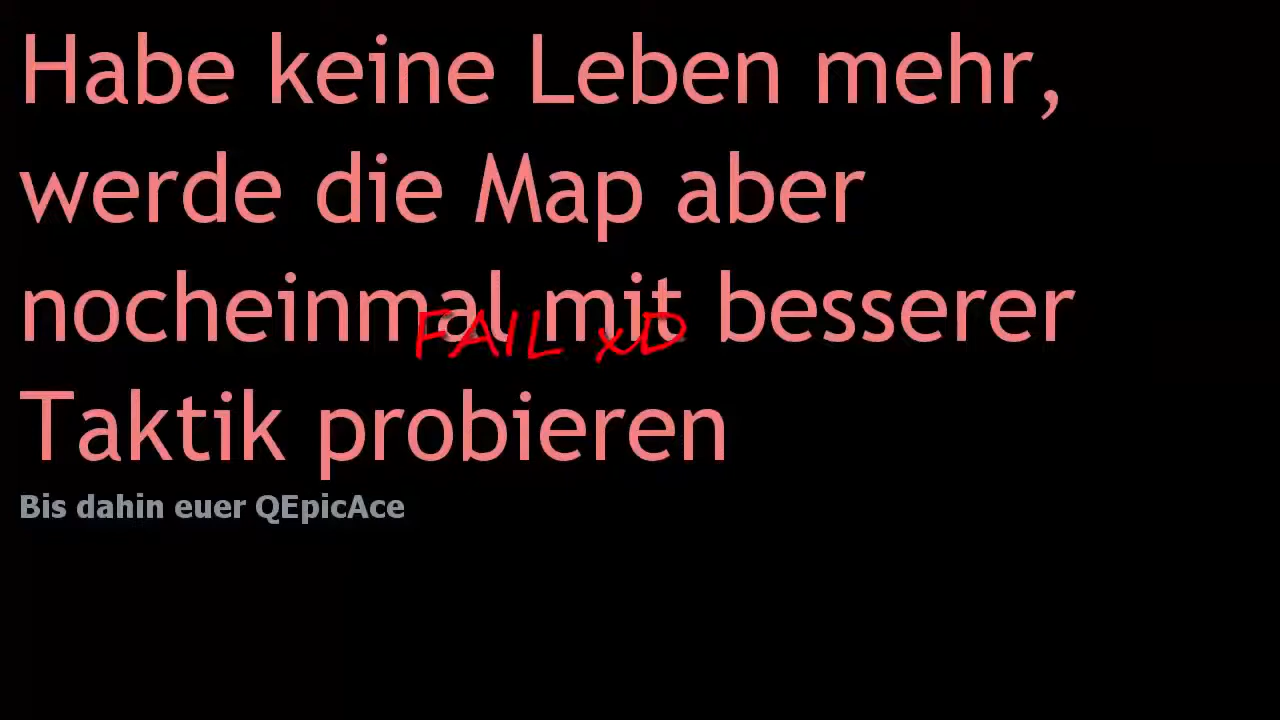 Habe keine Leben mehr,
werde die Map aber
nocheinmal mit besserer
FAIL xD
Taktik probieren
Bis dahin euer QEpicAce